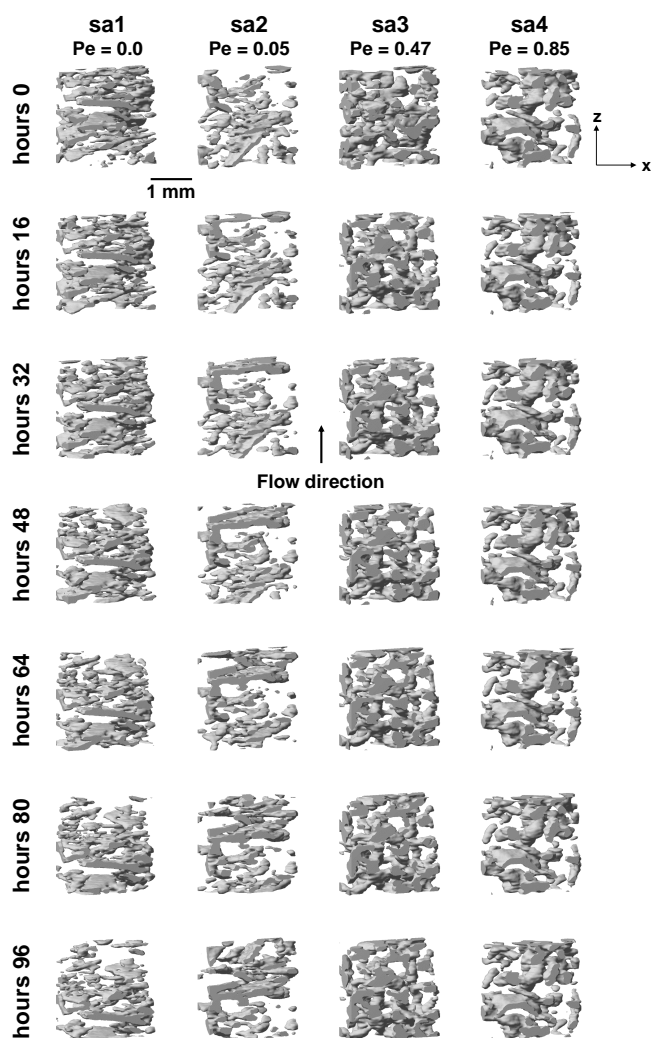 sa1 sa2 sa3 sa4
Pe = 0.0 Pe = 0.05 Pe = 0.47 Pe = 0.85
hours 0
z
x
1 mm
hours 16
hours 32
Flow direction
hours 48
hours 64
hours 80
hours 96